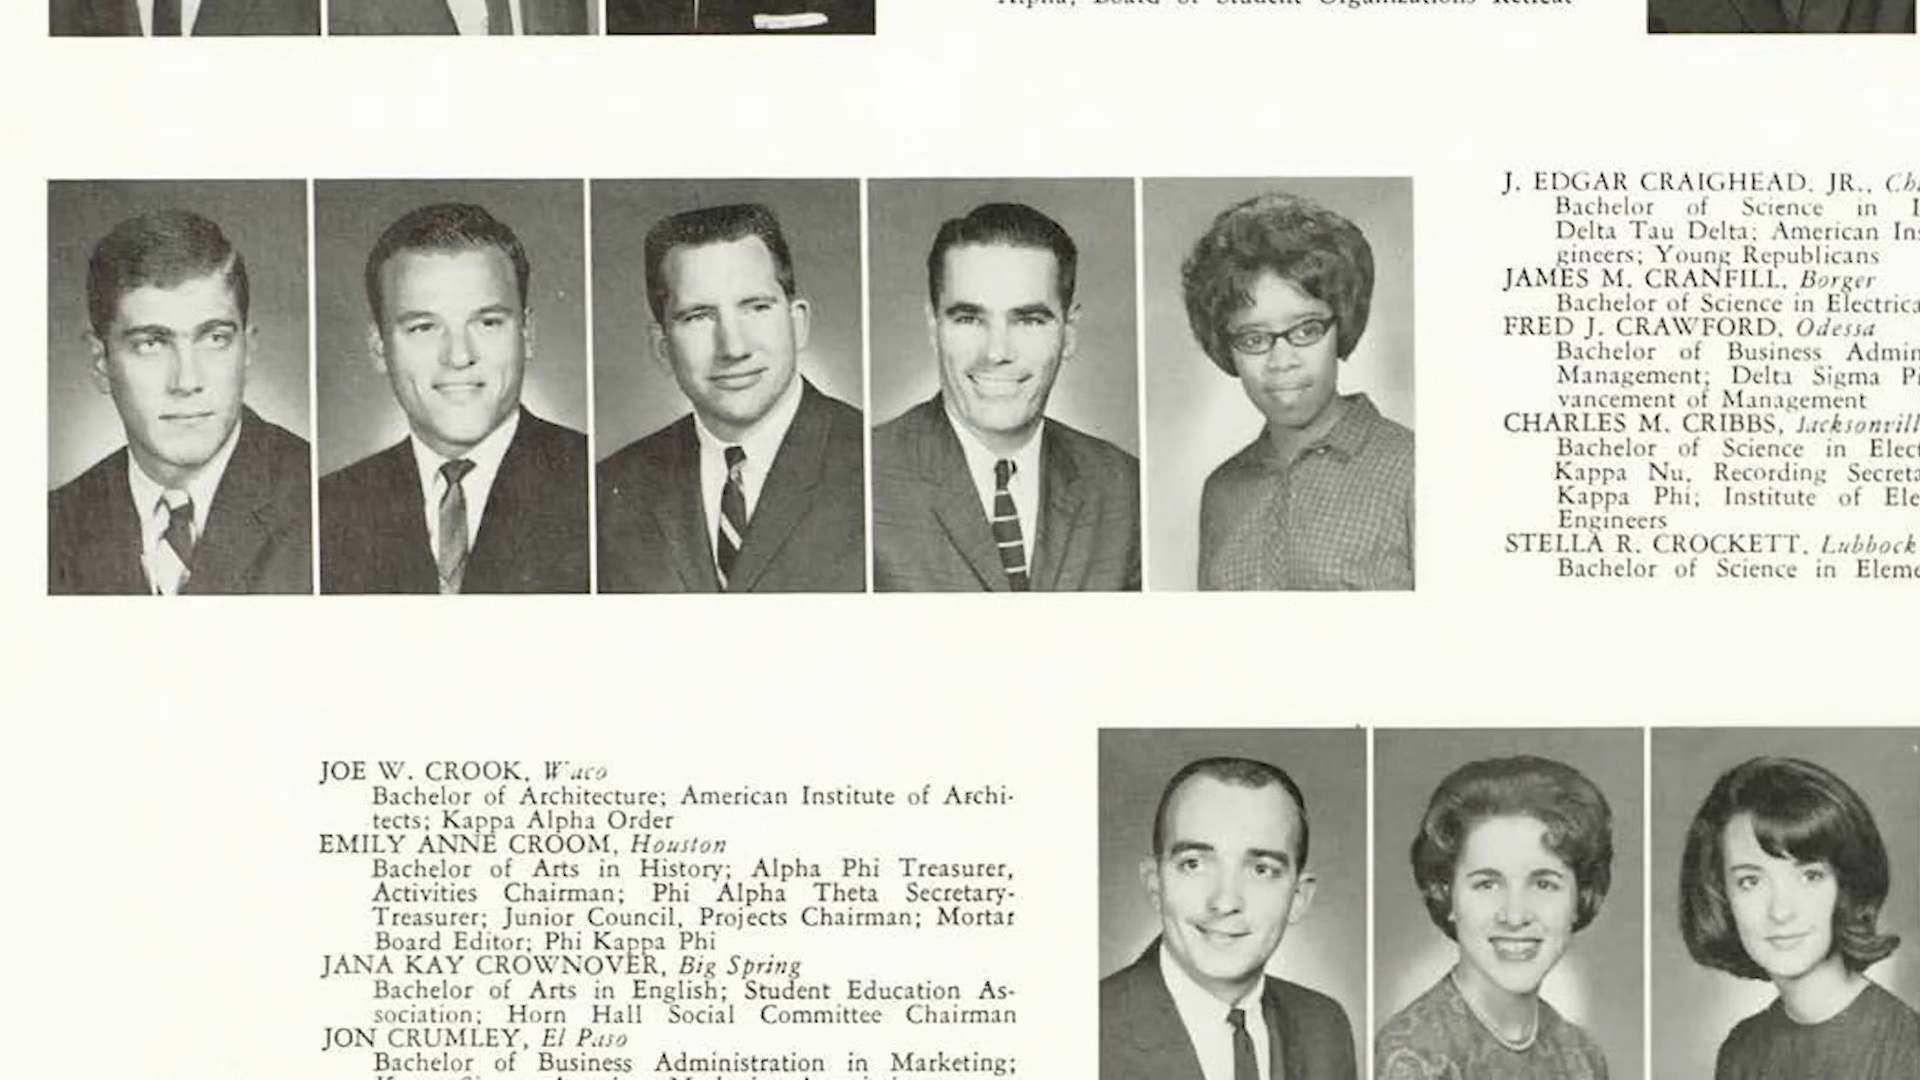 Alpha; Board of Student Organizations Retreat
J. EDGAR CRAIGHEAD, JR.,
Bachelor of Science in
Delta Tau Delta; American
gineers; Young Republicans
JAMES M. CRANFILL, Borger
Bachelor of Science in
FRED J. CRAWFORD, Odessa
Bachelor of Business
Management; Delta Sigma
vancement of Management
CHARLES M. CRIBBS,
Bachelor of Science in
Kappa Nu, Recording
Kappa Phi; Institute of
Engineers
STELLA R. CROCKETT, Lubbock
Bachelor of Science in
JOE W. CROOK, Waco
Bachelor of Architecture; American Institute of Archi-
tects; Kappa Alpha Order
EMILY ANNE CROOM, Houston
Bachelor of Arts in History; Alpha Phi Treasurer,
Activities Chairman; Phi Alpha Theta Secretary-
Treasurer; Junior Council, Projects Chairman; Mortar
Board Editor; Phi Kappa Phi
JANA KAY CROWNOVER, Big Spring
Bachelor of Arts in English; Student Education As-
sociation; Horn Hall Social Committee Chairman
JON CRUMLEY, El Paso
Bachelor of Business Administration in Marketing;